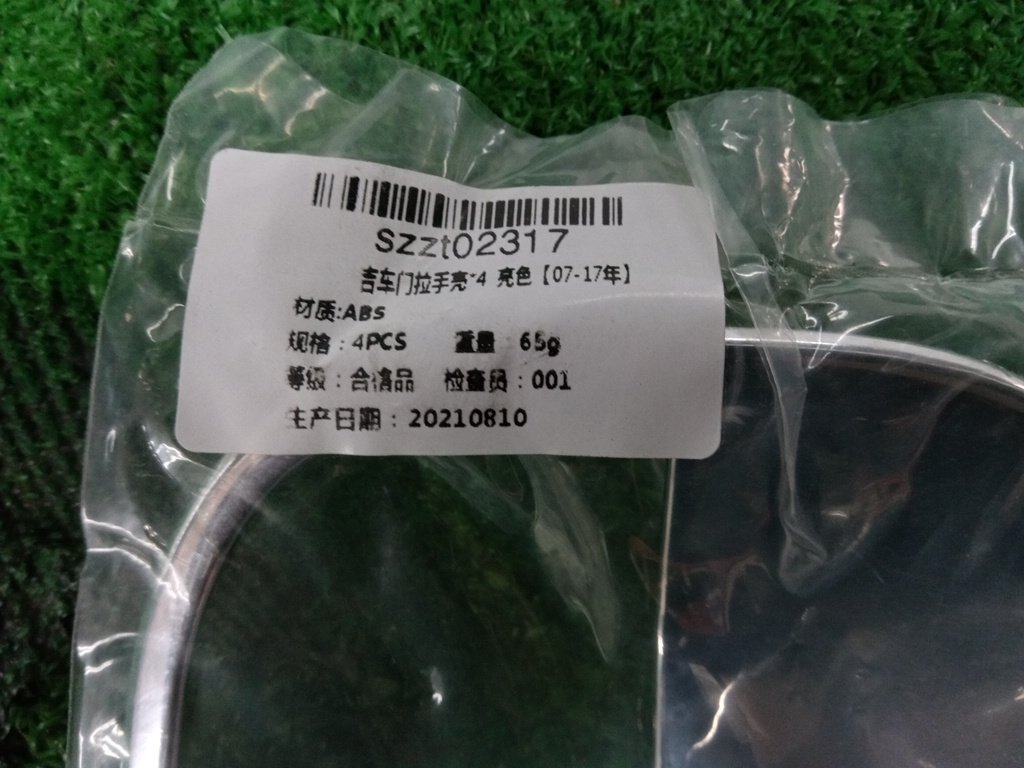 Szzt02317
吉车门拉手亮*4 亮色【07-17年】
材质:ABS
规格：4PCS 重量：65g
等级：合格品 检查员：001
生产日期：20210810